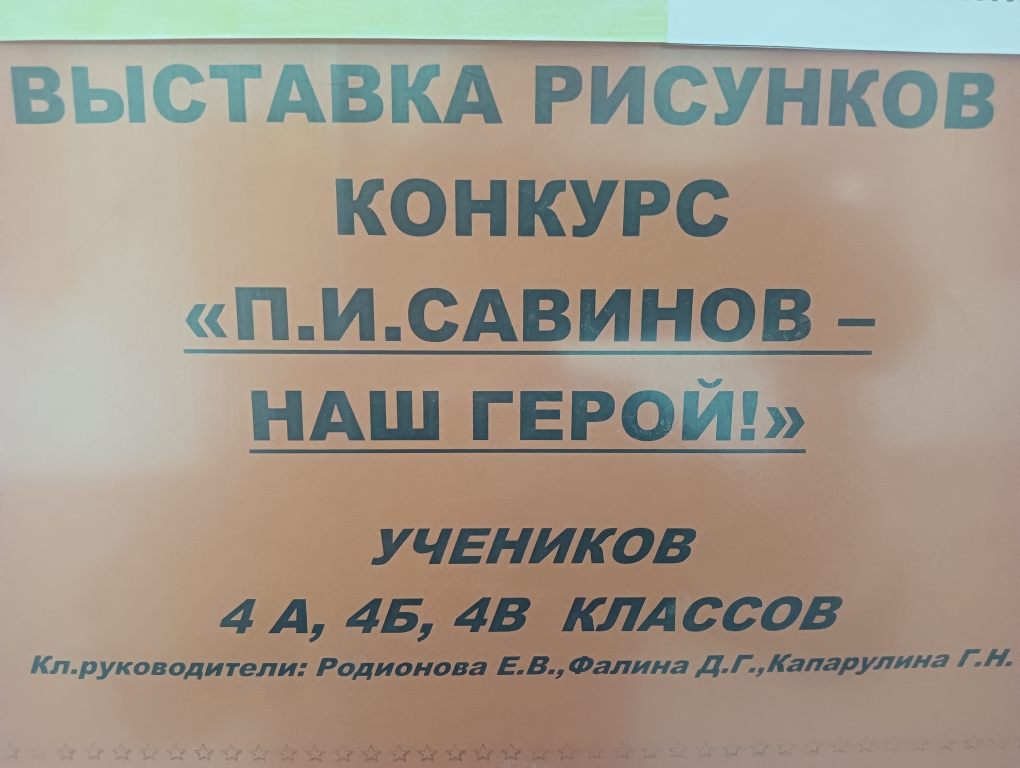 ВЫСТАВКА РИСУНКОВ
КОНКУРС
«П.И.САВИНОВ –
НАШ ГЕРОЙ!»
УЧЕНИКОВ
4 А, 4Б, 4В КЛАССОВ
Кл.руководители: Родионова Е.В.,Фалина Д.Г.,Капарулина Г.Н.